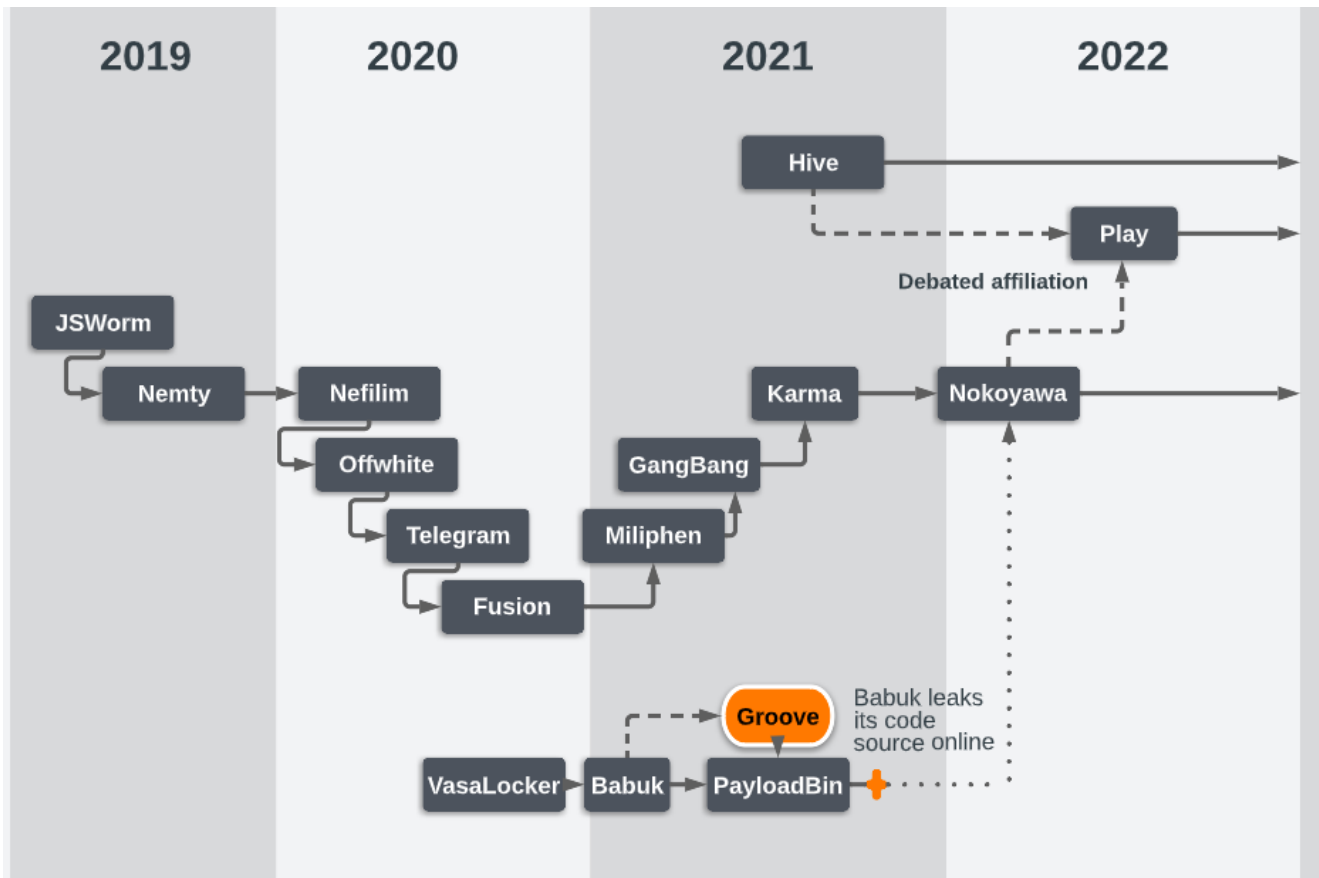 2019
2020
2021
2022
Hive
Play
Debated affiliation
JSWorm
Nemty
Nefilim
Karma
Nokoyawa
Offwhite
GangBang
Telegram
Miliphen
Fusion
Groove
Babuk leaks
its code
source online
VasaLocker
Babuk
PayloadBin